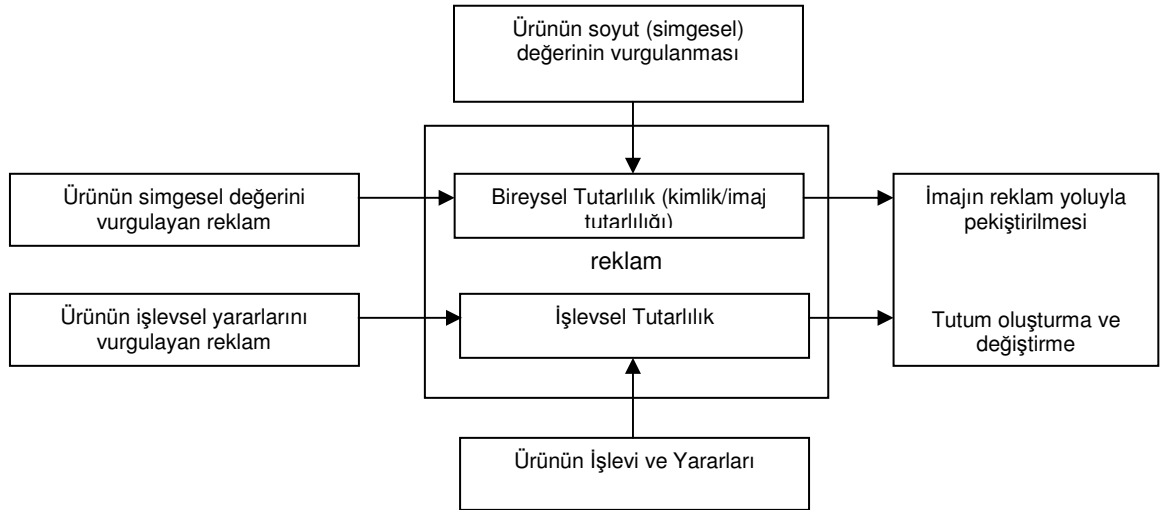 Ürünün soyut (simgesel)
değerinin vurgulanması
Ürünün simgesel değerini
vurgulayan reklam
Bireysel Tutarlılık (kimlik/imaj
tutarlılığı)
İmajın reklam yoluyla
pekiştirilmesi
reklam
Ürünün işlevsel yararlarını
vurgulayan reklam
İşlevsel Tutarlılık
Tutum oluşturma ve
değiştirme
Ürünün İşlevi ve Yararları